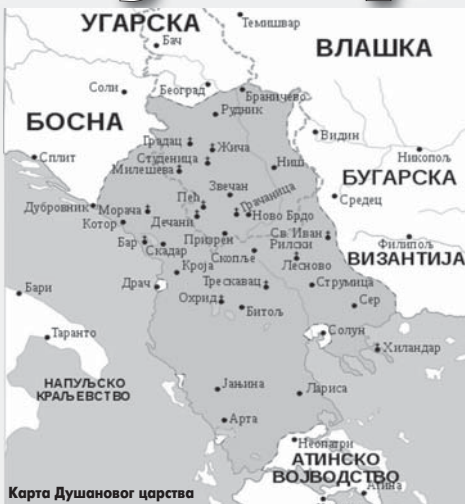 УГАРСКА
Темишвар
Бач
ВЛАШКА
Соли
Београд
Браничево
Рудник
БОСНА
Градац
Жича
Видин
Студеница
Сплит
Милешева
Ниш
Никопољ
Звечан
БУГАРСКА
Пећ
Грачаница
Средец
Дубровник
Морача
Дечани
Ново Брдо
Котор
Призрен
Св. Иван
Рилски
Филипољ
Бар
Скадар
Скопље
ВИЗАНТИЈА
Кроја
Лесново
Драч
Трескавац
Струмица
Бари
Охрид
Битољ
Сер
Таранто
Солун
Хиландар
НАПУЉСКО
КРАЉЕВСТВО
Јањина
Лариса
Арта
Неопатри
АТИНСКО
ВОЈВОДСТВО
Атина
Карта Душановог царства